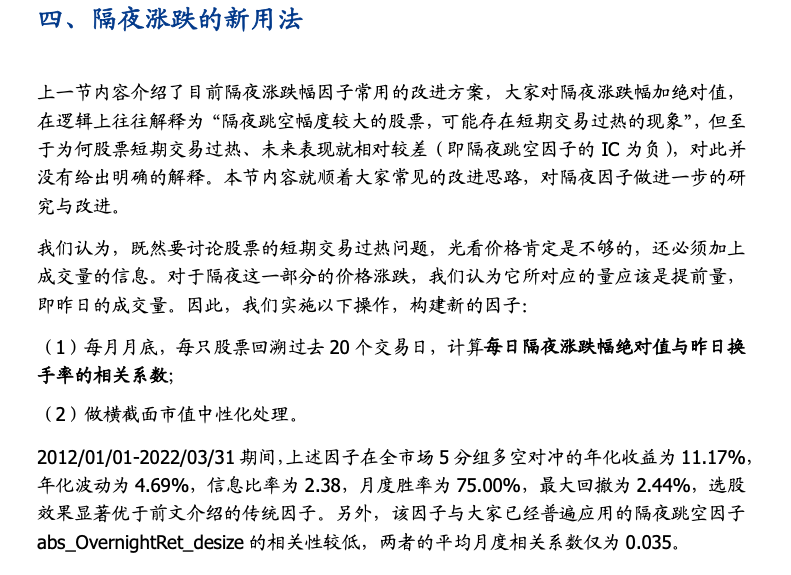 四、隔夜涨跌的新用法
上一节内容介绍了目前隔夜涨跌幅因子常用的改进方案，大家对隔夜涨跌幅加绝对值，
在逻辑上往往解释为“隔夜跳空幅度较大的股票，可能存在短期交易过热的现象”，但至
于为何股票短期交易过热、未来表现就相对较差（即隔夜跳空因子的 IC 为负），对此并
没有给出明确的解释。本节内容就顺着大家常见的改进思路，对隔夜因子做进一步的研
究与改进。
我们认为，既然要讨论股票的短期交易过热问题，光看价格肯定是不够的，还必须加上
成交量的信息。对于隔夜这一部分的价格涨跌，我们认为它所对应的量应该是提前量，
即昨日的成交量。因此，我们实施以下操作，构建新的因子：
（1）每月月底，每只股票回溯过去 20 个交易日，计算每日隔夜涨跌幅绝对值与昨日换
手率的相关系数；
（2）做横截面市值中性化处理。
2012/01/01-2022/03/31 期间，上述因子在全市场 5 分组多空对冲的年化收益为 11.17%，
年化波动为 4.69%，信息比率为 2.38，月度胜率为 75.00%，最大回撤为 2.44%，选股
效果显著优于前文介绍的传统因子。另外，该因子与大家已经普遍应用的隔夜跳空因子
abs_OvernightRet_desize 的相关性较低，两者的平均月度相关系数仅为 0.035。